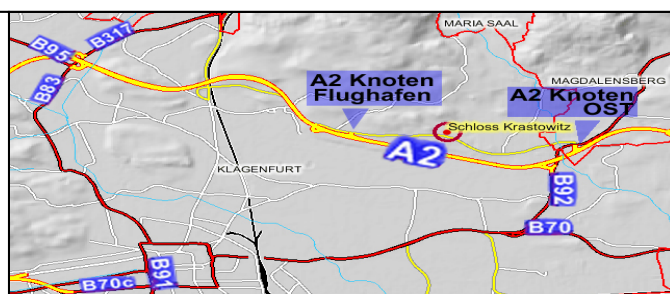 MARIA SAAL
B317
B95
B83
A2 Knoten
Flughafen
MAGDALENSBERG
A2 Knoten
OST
Schloss Krastowitz
A2
KLAGENFURT
B92
B70
B91
B70c